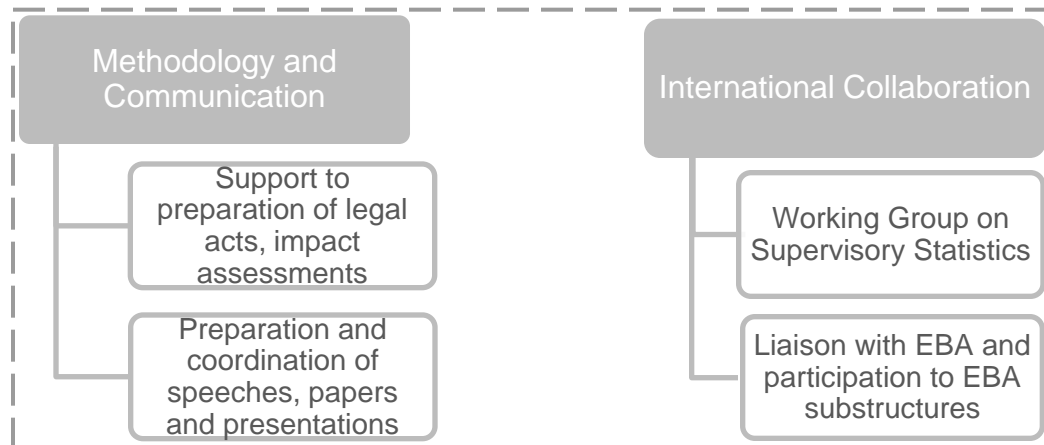 Methodology and
Communication
Support to
preparation of legal
acts, impact
assessments
Preparation and
coordination of
speeches, papers
and presentations
International Collaboration
Working Group on
Supervisory Statistics
Liaison with EBA and
participation to EBA
substructures